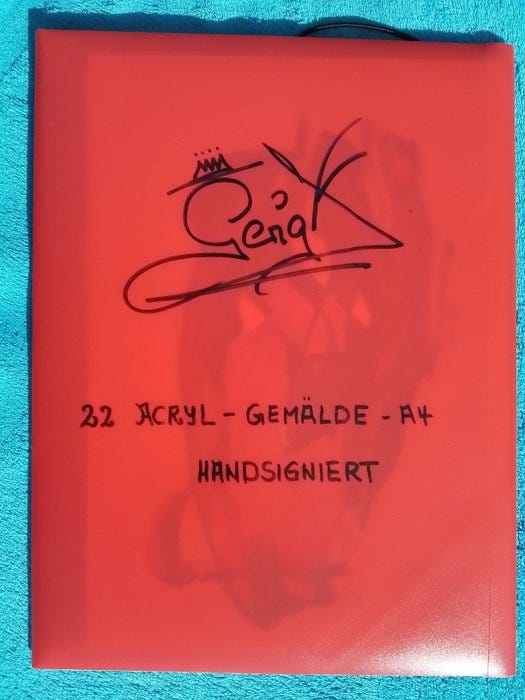 22 ACRYL - GEMÄLDE - A4
HANDSIGNIERT